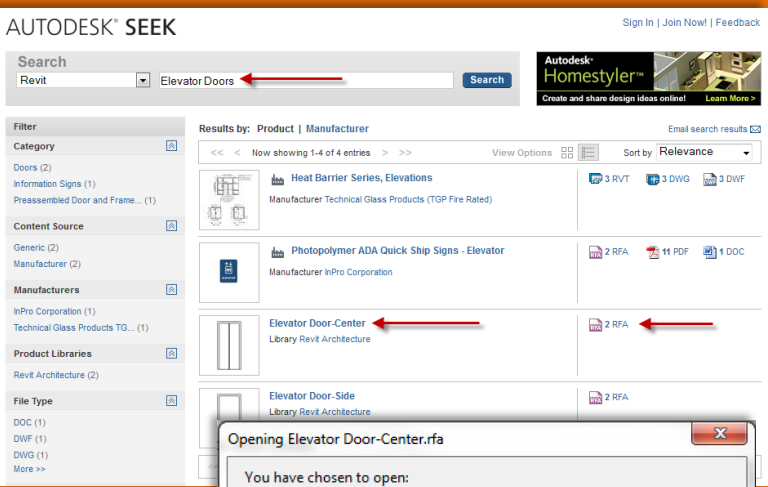 AUTODESK® SEEK
Sign In | Join Now! | Feedback
Search
Revit
Elevator Doors
Search
Autodesk®
Homestyler™
Create and share design ideas online! Learn More >
Filter
Category
Doors (2)
Information Signs (1)
Preassembled Door and Frame... (1)
Content Source
Generic (2)
Manufacturer (2)
Manufacturers
InPro Corporation (1)
Technical Glass Products TG... (1)
Product Libraries
Revit Architecture (2)
File Type
DOC (1)
DWF (1)
DWG (1)
More >>
Results by: Product | Manufacturer
Email search results
<< < Now showing 1-4 of 4 entries > >>
View Options
Sort by Relevance
Heat Barrier Series, Elevations
Manufacturer Technical Glass Products (TGP Fire Rated)
3 RVT 3 DWG 3 DWF
Photopolymer ADA Quick Ship Signs - Elevator
Manufacturer InPro Corporation
2 RFA 11 PDF 1 DOC
Elevator Door-Center
Library Revit Architecture
2 RFA
Elevator Door-Side
Library Revit Architecture
2 RFA
Opening Elevator Door-Center.rfa
You have chosen to open: